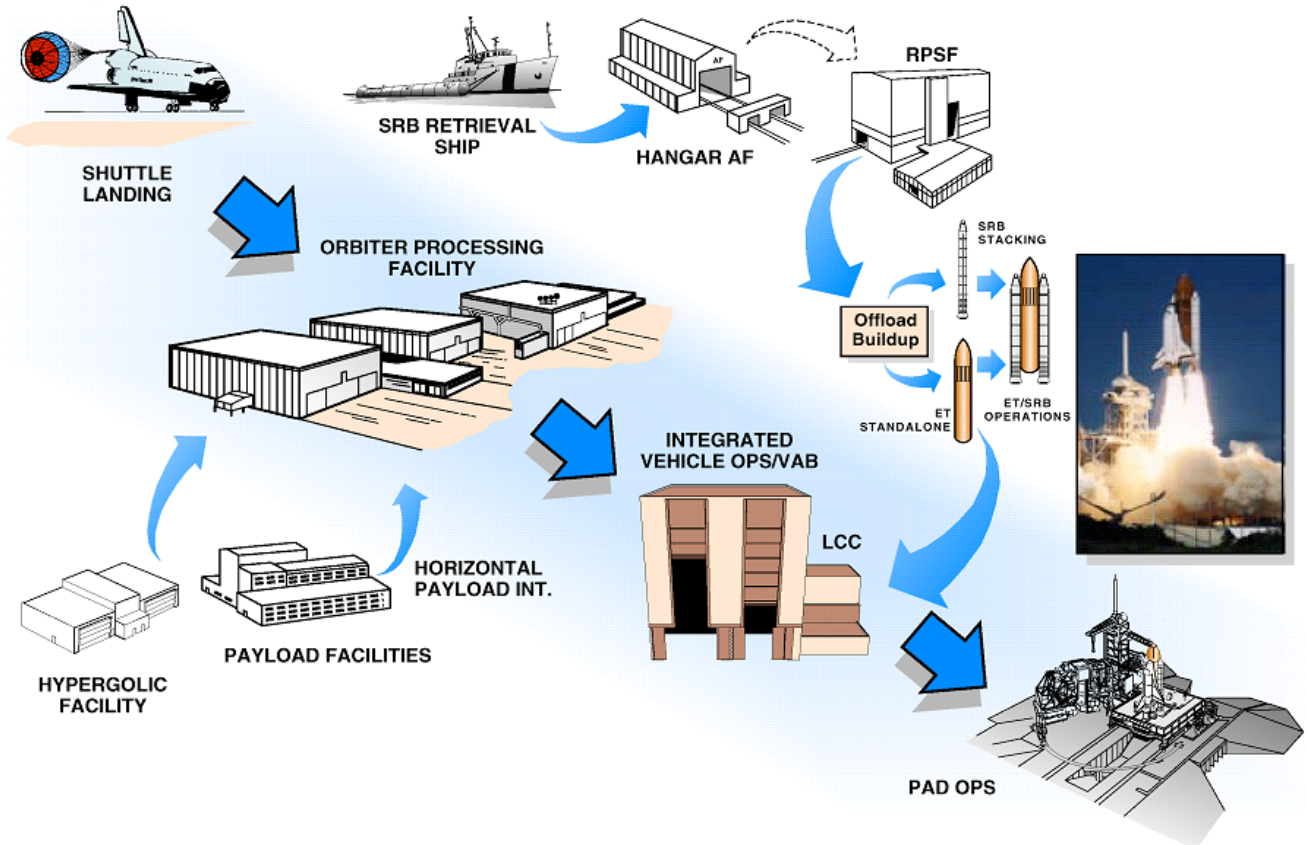 SHUTTLE
LANDING
SRB RETRIEVAL
SHIP
AF
HANGAR AF
RPSF
ORBITER PROCESSING
FACILITY
SRB
STACKING
Offload
Buildup
ET
STANDALONE
ET/SRB
OPERATIONS
INTEGRATED
VEHICLE OPS/VAB
LCC
HORIZONTAL
PAYLOAD INT.
PAYLOAD FACILITIES
HYPERGOLIC
FACILITY
PAD OPS